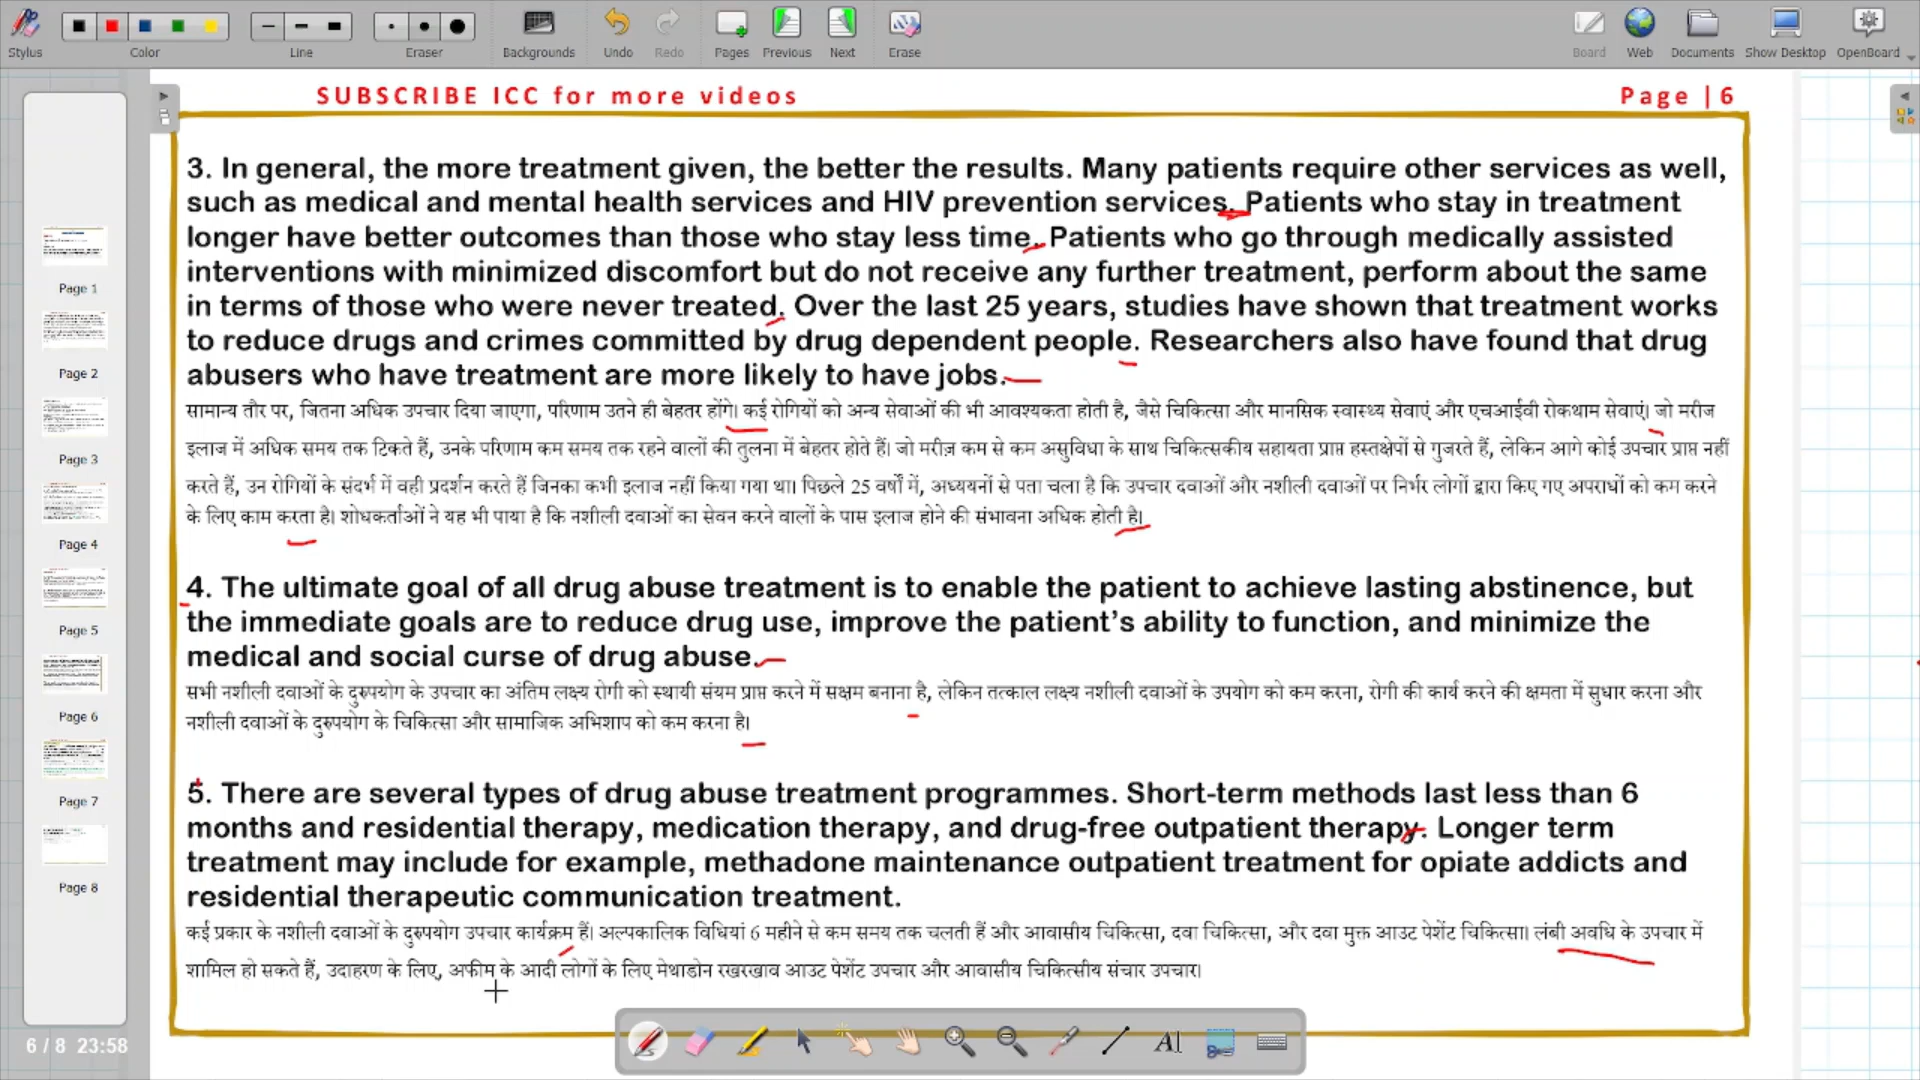 Stylus Color Line Eraser Backgrounds Undo Redo Pages Previous Next Erase Board Web Documents Show Desktop OpenBoard
SUBSCRIBE ICC for more videos Page | 6
3. In general, the more treatment given, the better the results. Many patients require other services as well,
such as medical and mental health services and HIV prevention services. Patients who stay in treatment
longer have better outcomes than those who stay less time. Patients who go through medically assisted
interventions with minimized discomfort but do not receive any further treatment, perform about the same
in terms of those who were never treated. Over the last 25 years, studies have shown that treatment works
to reduce drugs and crimes committed by drug dependent people. Researchers also have found that drug
abusers who have treatment are more likely to have jobs.
सामान्य तौर पर, जितना अधिक उपचार दिया जाएगा, परिणाम उतने ही बेहतर होंगे। कई रोगियों को अन्य सेवाओं की भी आवश्यकता होती है, जैसे चिकित्सा और मानसिक स्वास्थ्य सेवाएं और एचआईवी रोकथाम सेवाएं। जो मरीज
इलाज में अधिक समय तक टिकते हैं, उनके परिणाम कम समय तक रहने वालों की तुलना में बेहतर होते हैं। जो मरीज़ कम से कम असुविधा के साथ चिकित्सकीय सहायता प्राप्त हस्तक्षेपों से गुजरते हैं, लेकिन आगे कोई उपचार प्राप्त नहीं
करते हैं, उन रोगियों के संदर्भ में वही प्रदर्शन करते हैं जिनका कभी इलाज नहीं किया गया था। पिछले 25 वर्षों में, अध्ययनों से पता चला है कि उपचार दवाओं और नशीली दवाओं पर निर्भर लोगों द्वारा किए गए अपराधों को कम करने
के लिए काम करता है। शोधकर्ताओं ने यह भी पाया है कि नशीली दवाओं का सेवन करने वालों के पास इलाज होने की संभावना अधिक होती है।
4. The ultimate goal of all drug abuse treatment is to enable the patient to achieve lasting abstinence, but
the immediate goals are to reduce drug use, improve the patient’s ability to function, and minimize the
medical and social curse of drug abuse.
सभी नशीली दवाओं के दुरुपयोग के उपचार का अंतिम लक्ष्य रोगी को स्थायी संयम प्राप्त करने में सक्षम बनाना है, लेकिन तत्काल लक्ष्य नशीली दवाओं के उपयोग को कम करना, रोगी की कार्य करने की क्षमता में सुधार करना और
नशीली दवाओं के दुरुपयोग के चिकित्सा और सामाजिक अभिशाप को कम करना है।
5. There are several types of drug abuse treatment programmes. Short-term methods last less than 6
months and residential therapy, medication therapy, and drug-free outpatient therapy. Longer term
treatment may include for example, methadone maintenance outpatient treatment for opiate addicts and
residential therapeutic communication treatment.
कई प्रकार के नशीली दवाओं के दुरुपयोग उपचार कार्यक्रम हैं। अल्पकालिक विधियां 6 महीने से कम समय तक चलती हैं और आवासीय चिकित्सा, दवा चिकित्सा, और दवा मुक्त आउट पेशेंट चिकित्सा। लंबी अवधि के उपचार में
शामिल हो सकते हैं, उदाहरण के लिए, अफीम के आदी लोगों के लिए मेथाडोन रखरखाव आउट पेशेंट उपचार और आवासीय चिकित्सीय संचार उपचार।
Page 1
Page 2
Page 3
Page 4
Page 5
Page 6
Page 7
Page 8
6 / 8 23:58